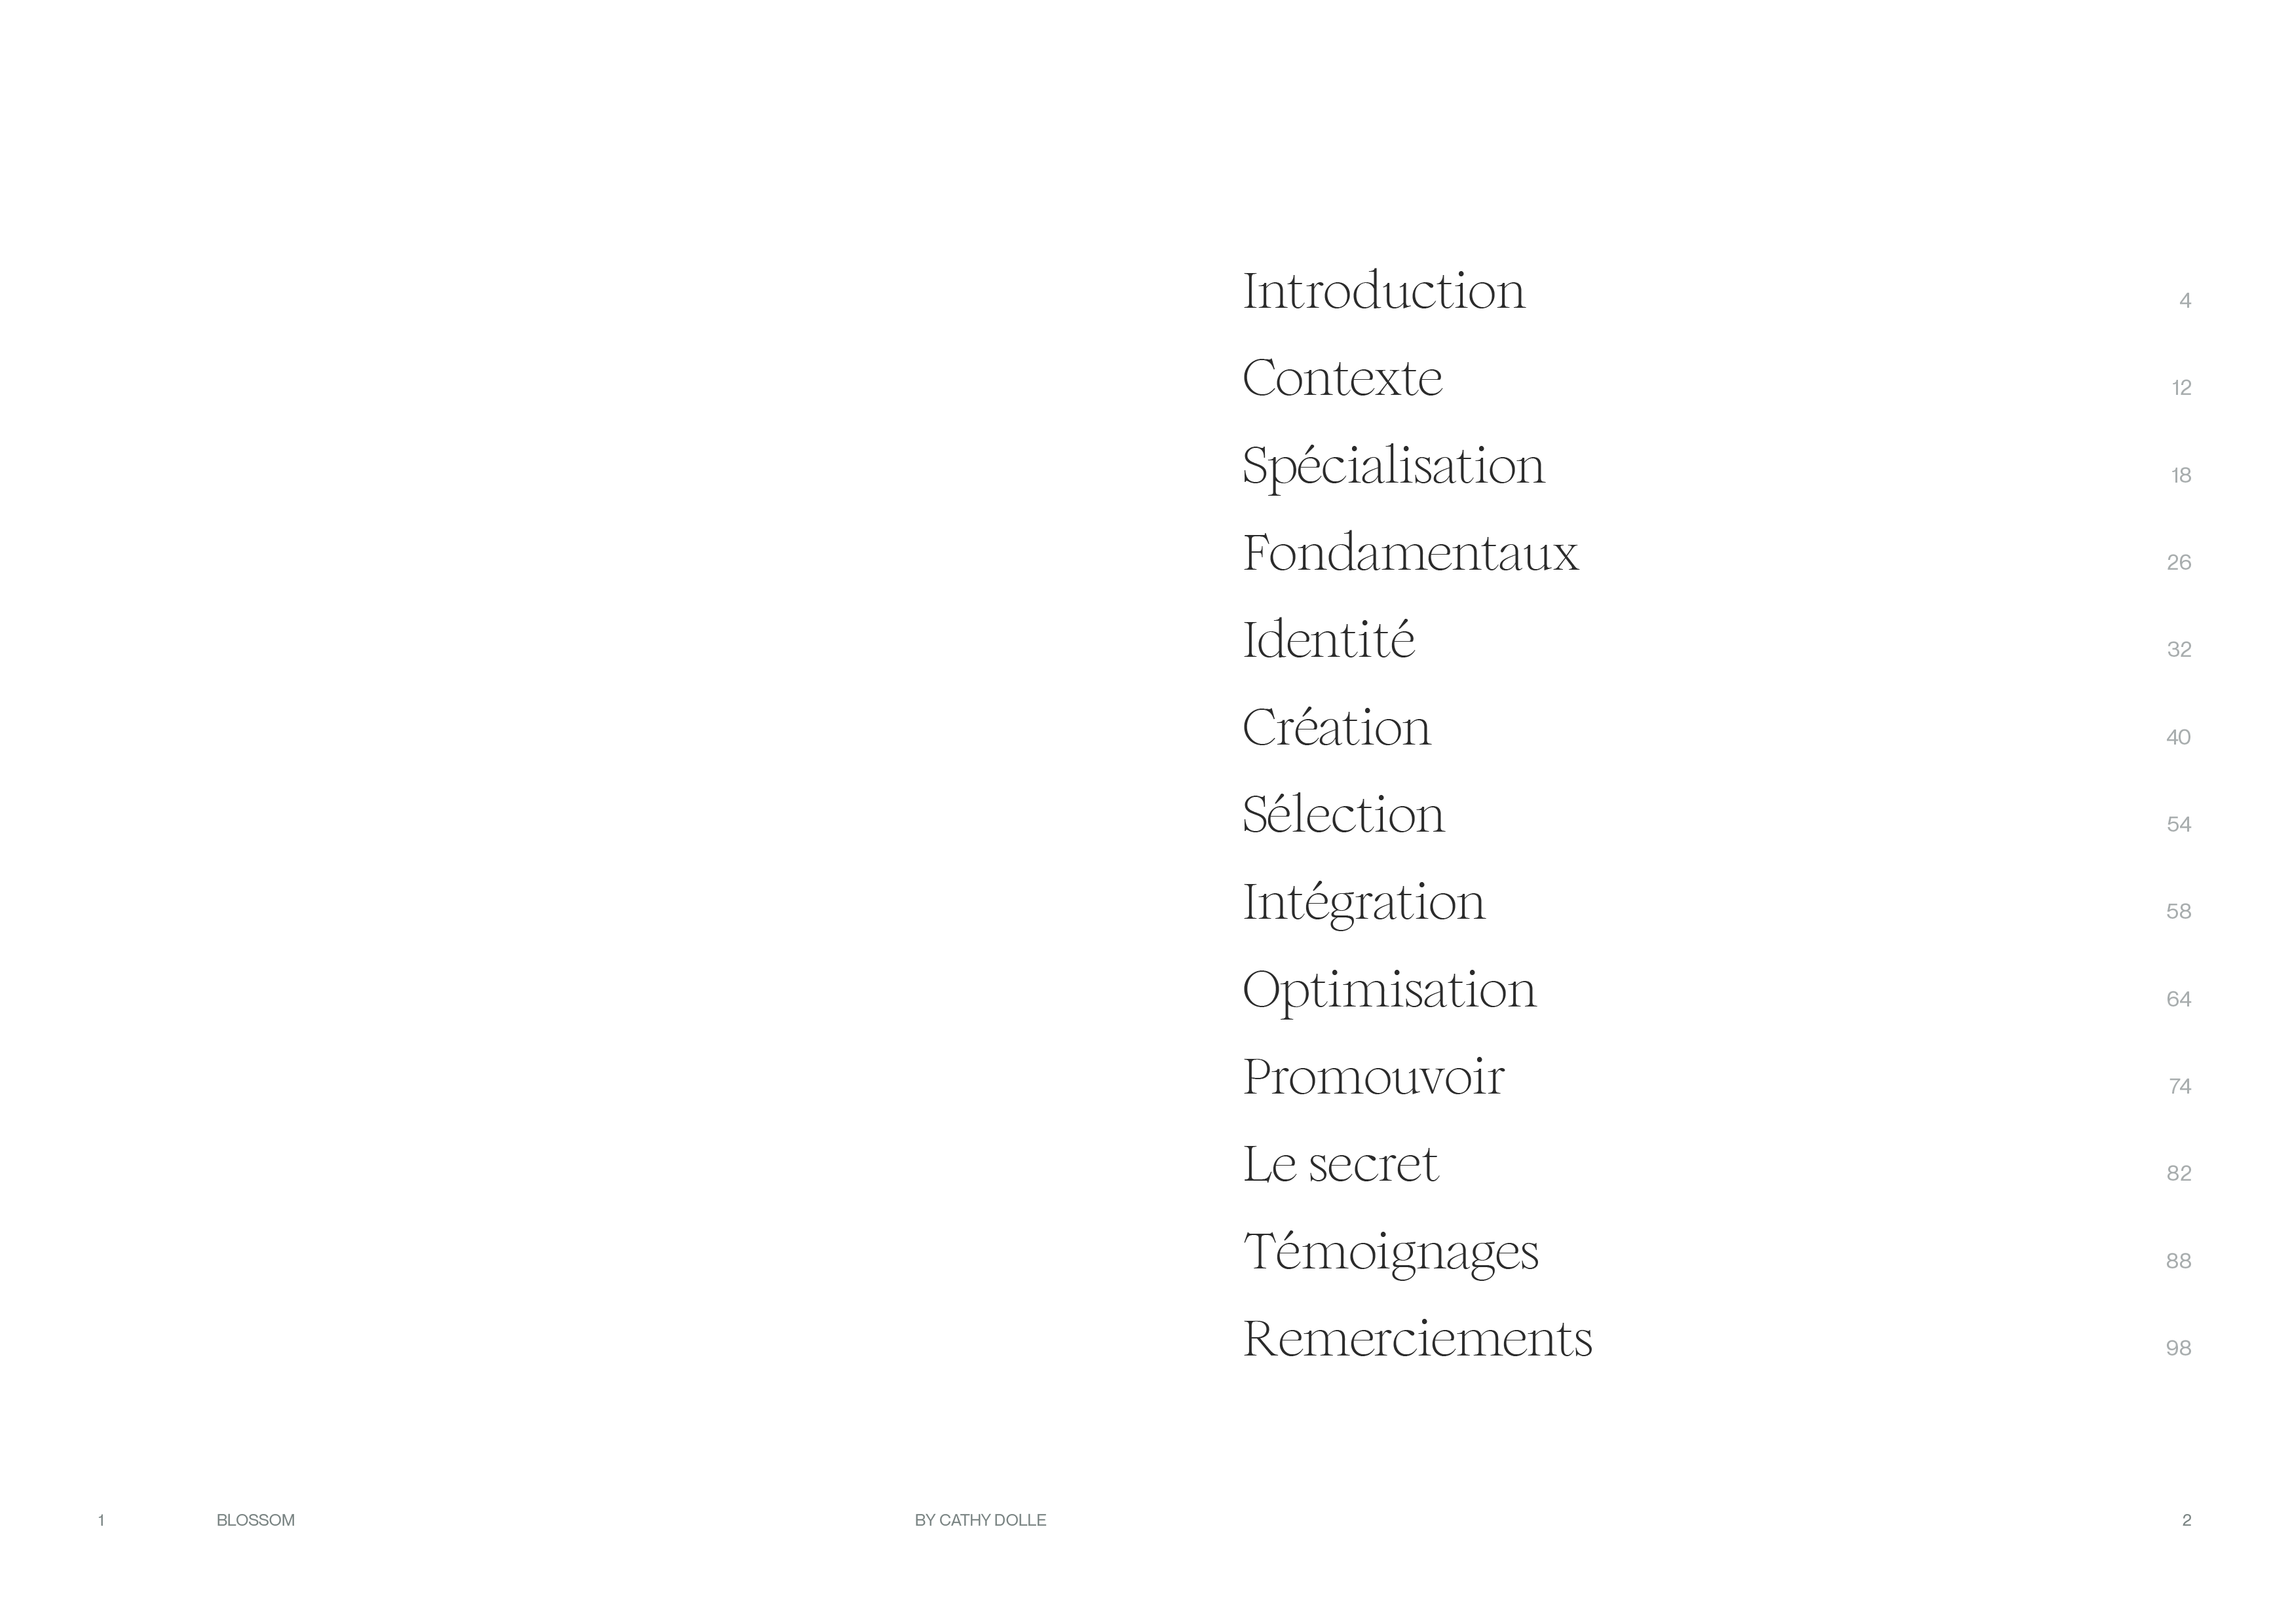 Introduction 4
Contexte 12
Spécialisation 18
Fondamentaux 26
Identité 32
Création 40
Sélection 54
Intégration 58
Optimisation 64
Promouvoir 74
Le secret 82
Témoignages 88
Remerciements 98
1 BLOSSOM BY CATHY DOLLE 2